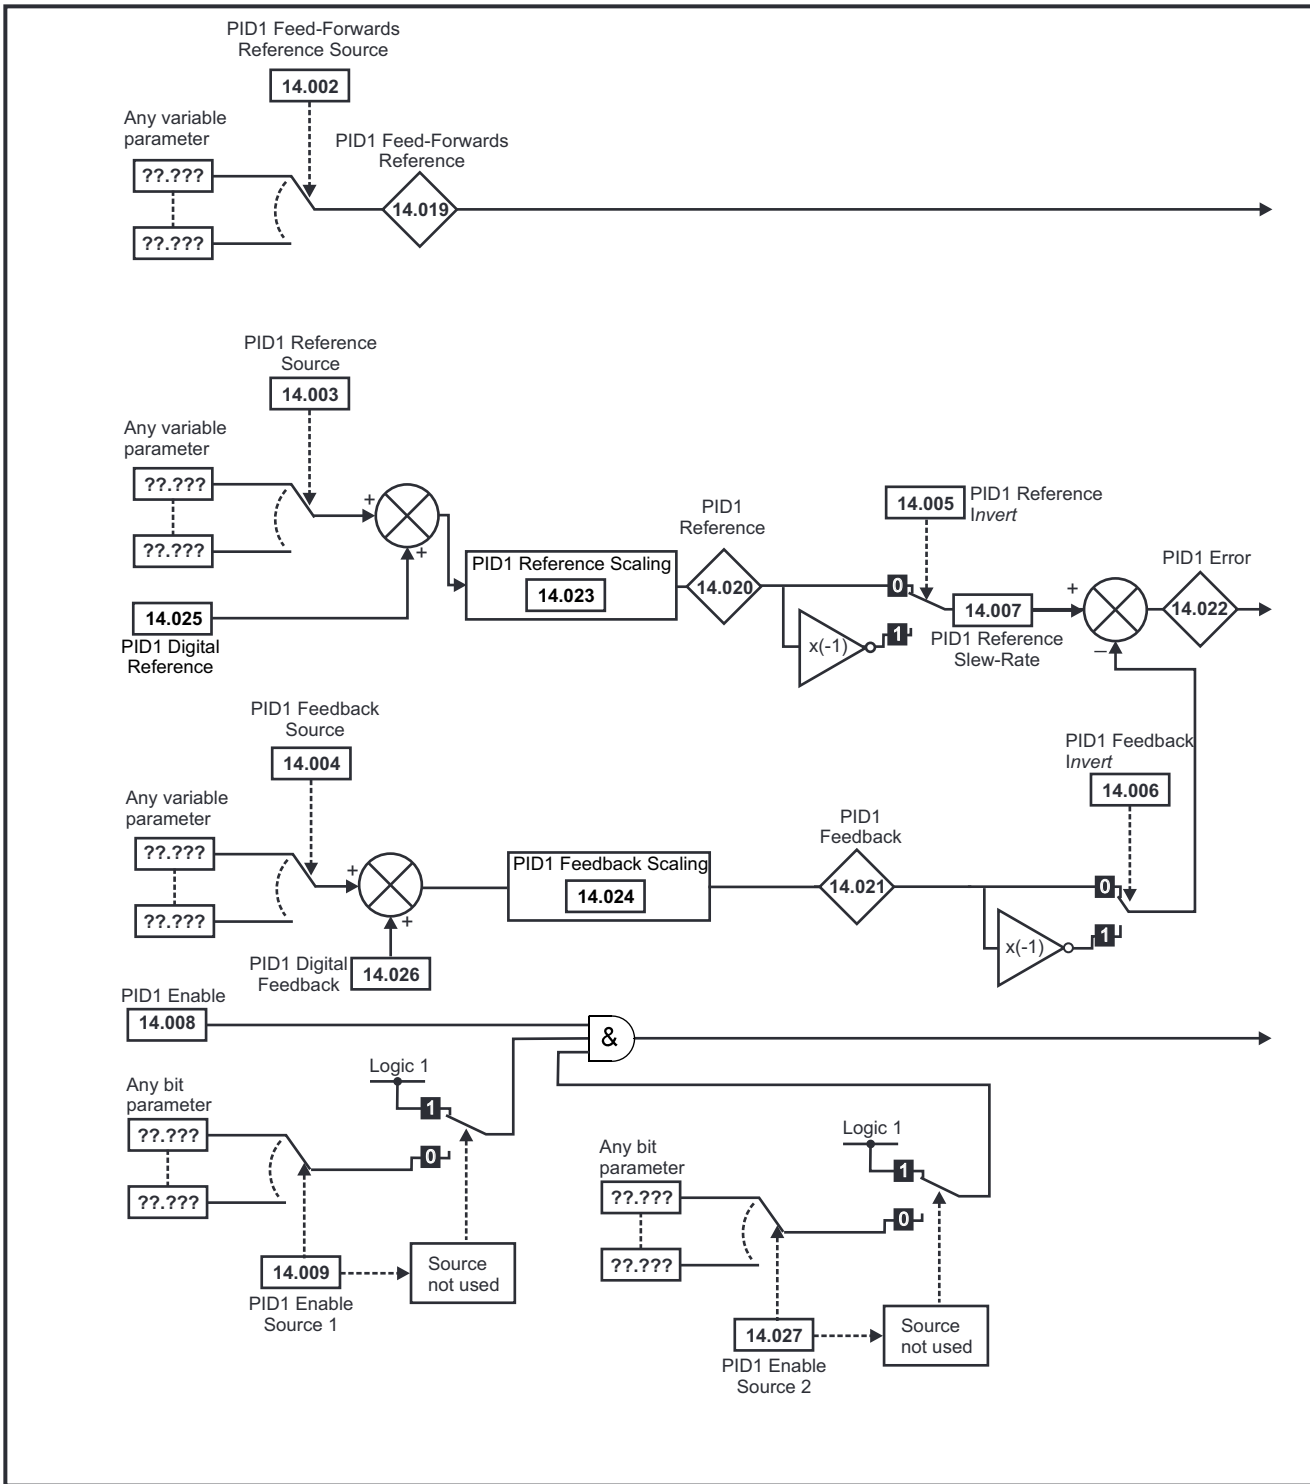 PID1 Feed-Forwards
Reference Source
14.002
Any variable
parameter
??.???
??.???
PID1 Feed-Forwards
Reference
14.019
PID1 Reference
Source
14.003
Any variable
parameter
??.???
??.???
+
+
14.025
PID1 Digital
Reference
PID1 Reference Scaling
14.023
PID1
Reference
14.020
14.005
PID1 Reference
Invert
0
1
x(-1)
14.007
PID1 Reference
Slew-Rate
+
–
PID1 Error
14.022
PID1 Feedback
Source
14.004
Any variable
parameter
??.???
??.???
+
+
PID1 Digital
Feedback
14.026
PID1 Feedback Scaling
14.024
PID1
Feedback
14.021
PID1 Feedback
Invert
14.006
0
1
x(-1)
PID1 Enable
14.008
&
Any bit
parameter
??.???
??.???
Logic 1
1
0
14.009
PID1 Enable
Source 1
Source
not used
Any bit
parameter
??.???
??.???
Logic 1
1
0
14.027
PID1 Enable
Source 2
Source
not used